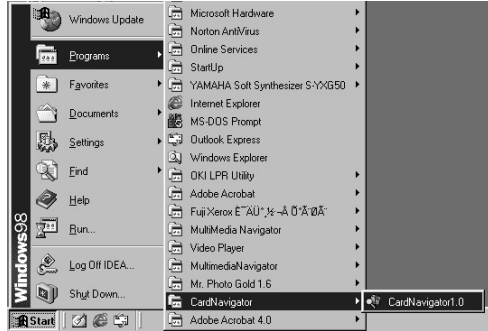 Windows Update
Programs
Favorites
Documents
Settings
Find
Help
Run...
Log Off IDEA...
Shut Down...
Windows98
Start
Microsoft Hardware
Norton AntiVirus
Online Services
StartUp
YAMAHA Soft Synthesizer S-YXG50
Internet Explorer
MS-DOS Prompt
Outlook Express
Windows Explorer
OKI LPR Utility
Adobe Acrobat
Fuji Xerox
MultiMedia Navigator
Video Player
MultimediaNavigator
Mr. Photo Gold 1.6
CardNavigator
Adobe Acrobat 4.0
CardNavigator1.0